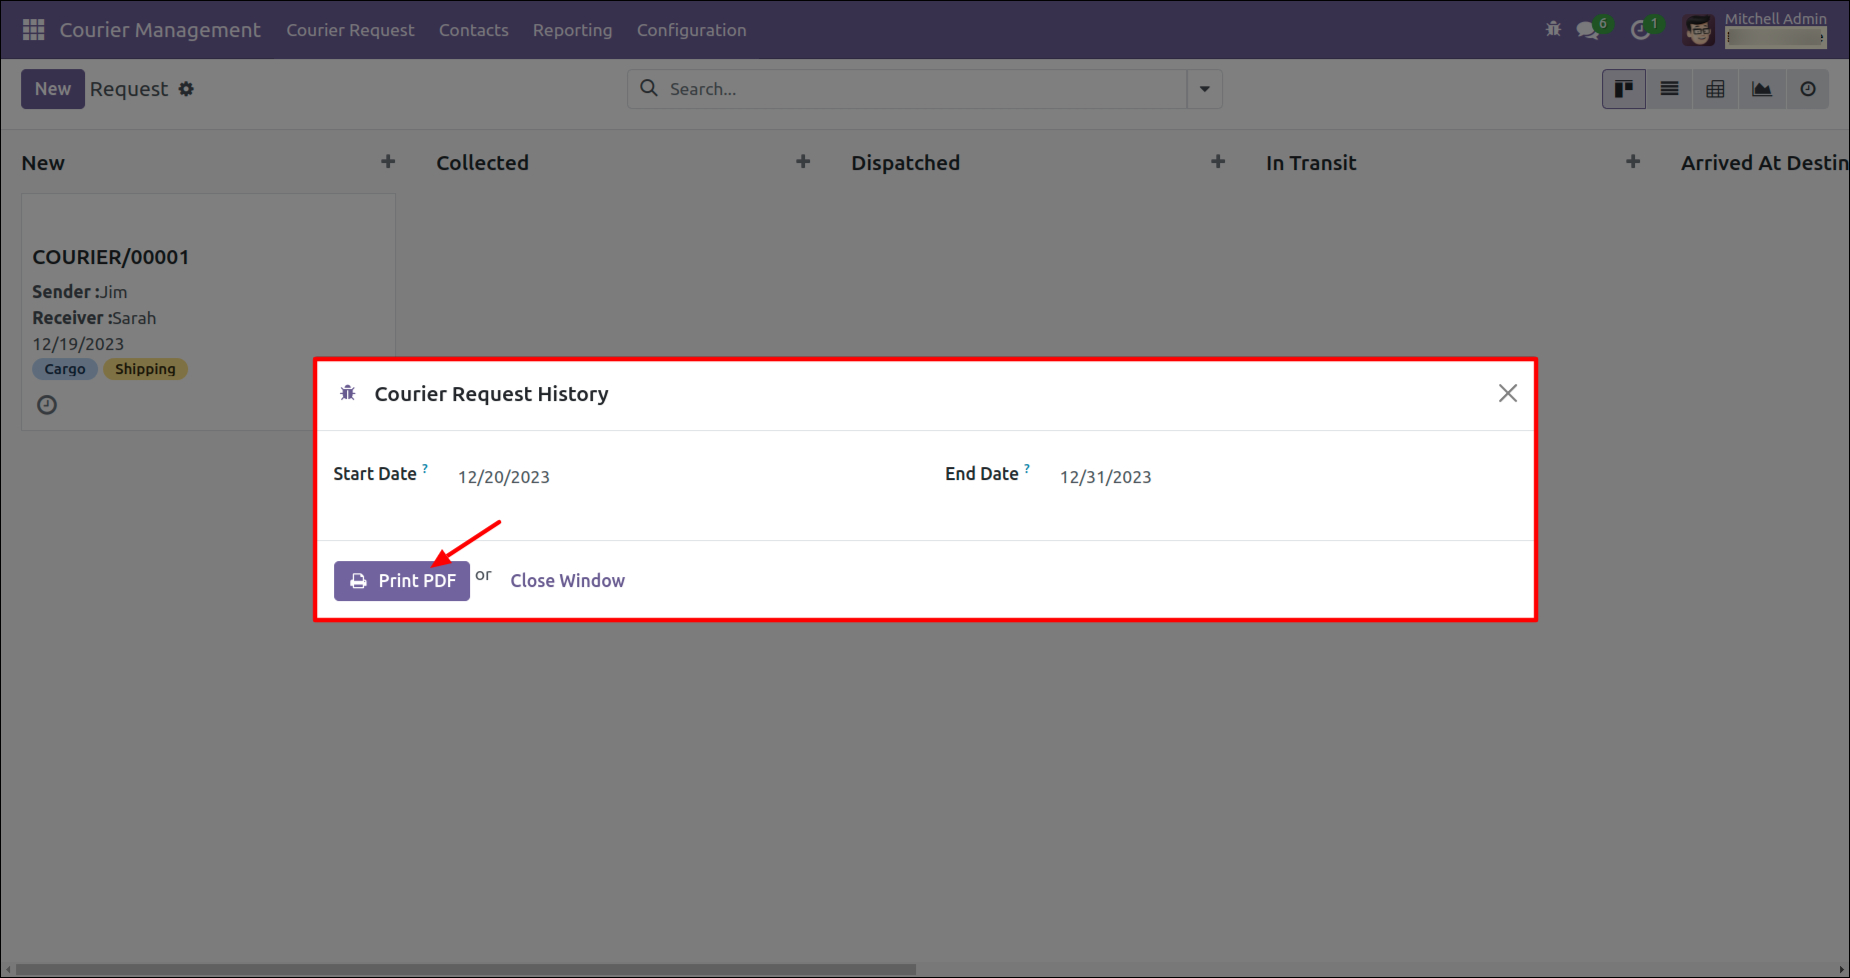 Courier Management Courier Request Contacts Reporting Configuration 6 1 Mitchell Admin
New Request Search...
New Collected Dispatched In Transit Arrived At Destin
COURIER/00001
Sender :Jim
Receiver :Sarah
12/19/2023
Cargo Shipping
Courier Request History
Start Date ? 12/20/2023 End Date ? 12/31/2023
Print PDF or Close Window